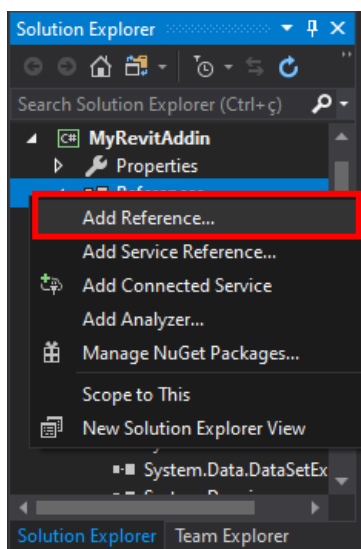 Solution Explorer
Search Solution Explorer (Ctrl+ç)
C# MyRevitAddin
Properties
References
Add Reference...
Add Service Reference...
Add Connected Service
Add Analyzer...
Manage NuGet Packages...
Scope to This
New Solution Explorer View
System.Data.DataSetEx
Solution Explorer Team Explorer